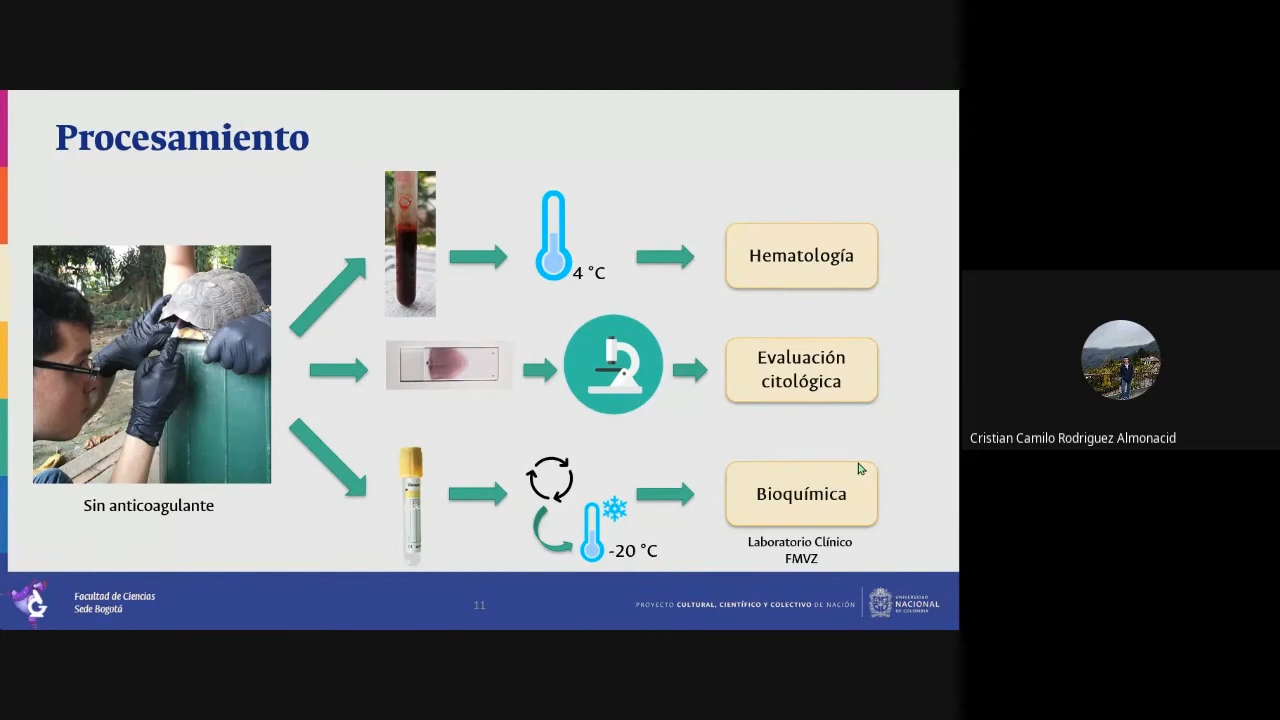 Procesamiento
4 °C
Hematología
Evaluación
citológica
Sin anticoagulante
Bioquímica
-20 °C
Laboratorio Clínico
FMVZ
Facultad de Ciencias
Sede Bogotá
11
PROYECTO CULTURAL, CIENTÍFICO Y COLECTIVO DE NACIÓN
UNIVERSIDAD
NACIONAL
DE COLOMBIA
Cristian Camilo Rodriguez Almonacid